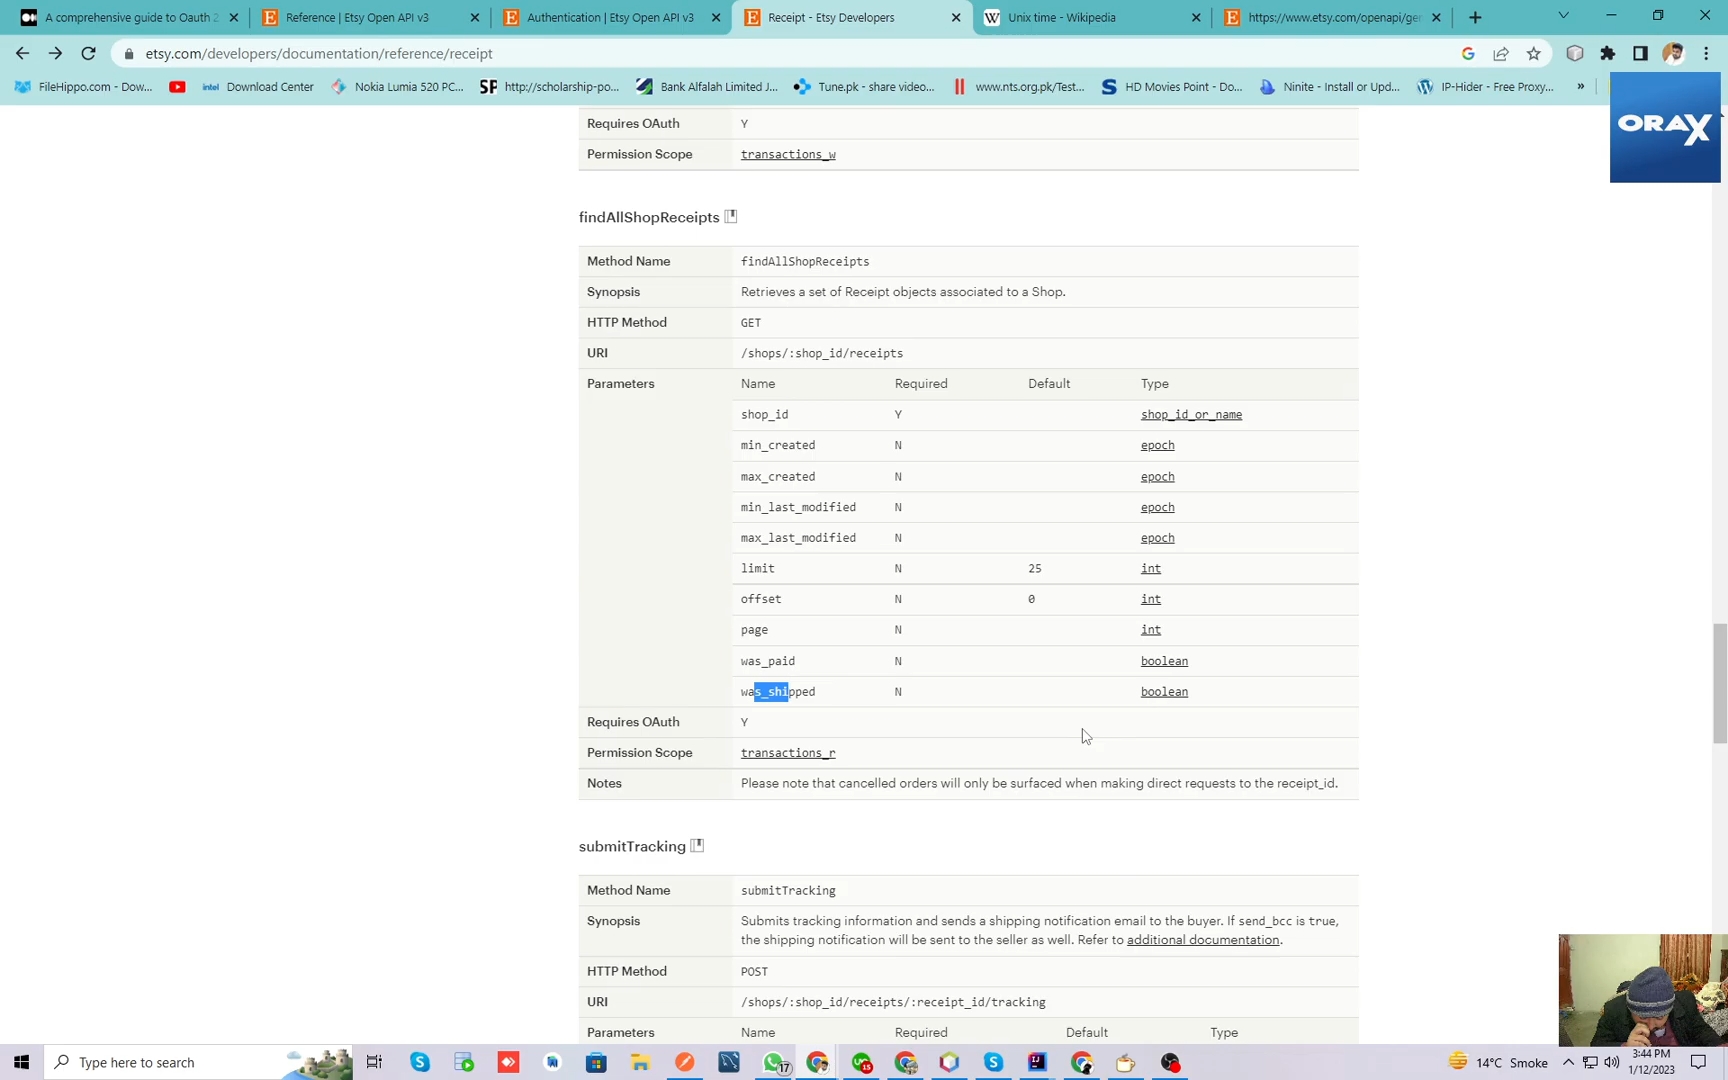 A comprehensive guide to Oauth 2
Reference | Etsy Open API v3
Authentication | Etsy Open API v3
Receipt - Etsy Developers
Unix time - Wikipedia
https://www.etsy.com/openapi/ge
etsy.com/developers/documentation/reference/receipt
FileHippo.com - Dow...
Download Center
Nokia Lumia 520 PC...
http://scholarship-po...
Bank Alfalah Limited J...
Tune.pk - share video...
www.nts.org.pk/Test...
HD Movies Point - Do...
Ninite - Install or Upd...
IP-Hider - Free Proxy...
»
ORAX
Requires OAuth Y
Permission Scope transactions_w
findAllShopReceipts
Method Name findAllShopReceipts
Synopsis Retrieves a set of Receipt objects associated to a Shop.
HTTP Method GET
URI /shops/:shop_id/receipts
Parameters Name Required Default Type
shop_id Y shop_id_or_name
min_created N epoch
max_created N epoch
min_last_modified N epoch
max_last_modified N epoch
limit N 25 int
offset N 0 int
page N int
was_paid N boolean
was_shipped N boolean
Requires OAuth Y
Permission Scope transactions_r
Notes Please note that cancelled orders will only be surfaced when making direct requests to the receipt_id.
submitTracking
Method Name submitTracking
Synopsis Submits tracking information and sends a shipping notification email to the buyer. If send_bcc is true,
the shipping notification will be sent to the seller as well. Refer to additional documentation.
HTTP Method POST
URI /shops/:shop_id/receipts/:receipt_id/tracking
Parameters Name Required Default Type
Type here to search
17
14°C Smoke
3:44 PM
1/12/2023